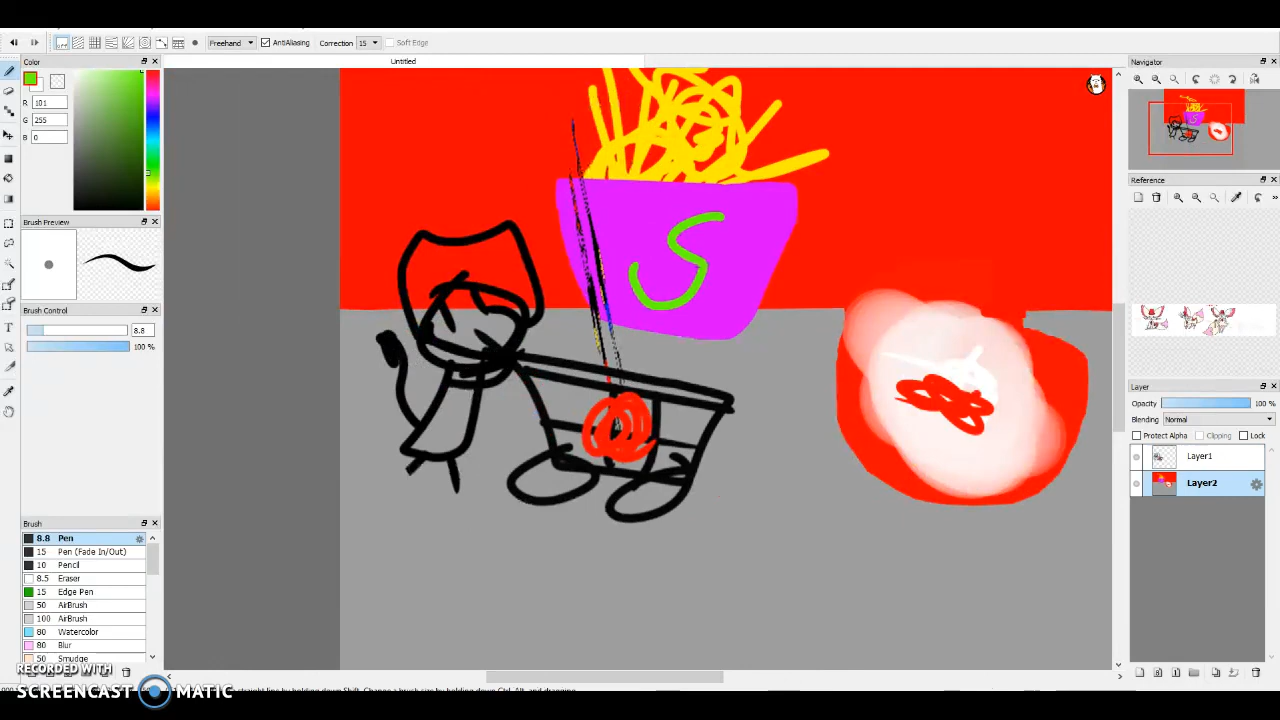 Freehand AntiAliasing Correction 15 Soft Edge
Color
Untitled
Navigator
R 101
G 255
B 0
Reference
Brush Preview
S
Brush Control
8.8
100 %
Layer
Opacity 100 %
Blending Normal
Protect Alpha Clipping Lock
Layer1
Layer2
Brush
8.8 Pen
15 Pen (Fade In/Out)
10 Pencil
8.5 Eraser
15 Edge Pen
50 AirBrush
100 AirBrush
80 Watercolor
80 Blur
50 Smudge
RECORDED WITH
SCREENCAST MATIC